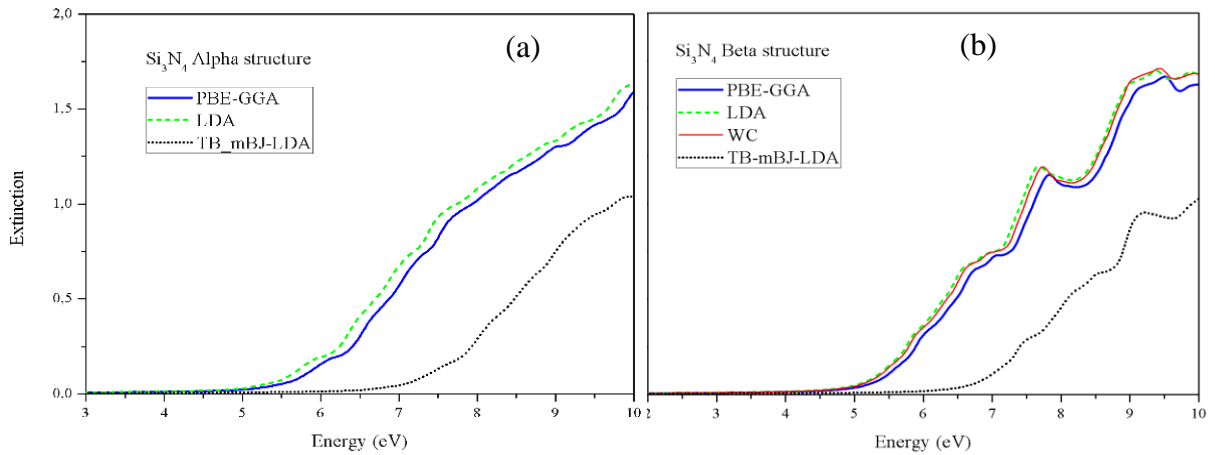 2,0
1,5
1,0
0,5
0,0
Extinction
(a)
Si3N4 Alpha structure
PBE-GGA
LDA
TB_mBJ-LDA
3 4 5 6 7 8 9 10
Energy (eV)
(b)
Si3N4 Beta structure
PBE-GGA
LDA
WC
TB-mBJ-LDA
2 3 4 5 6 7 8 9 10
Energy (eV)